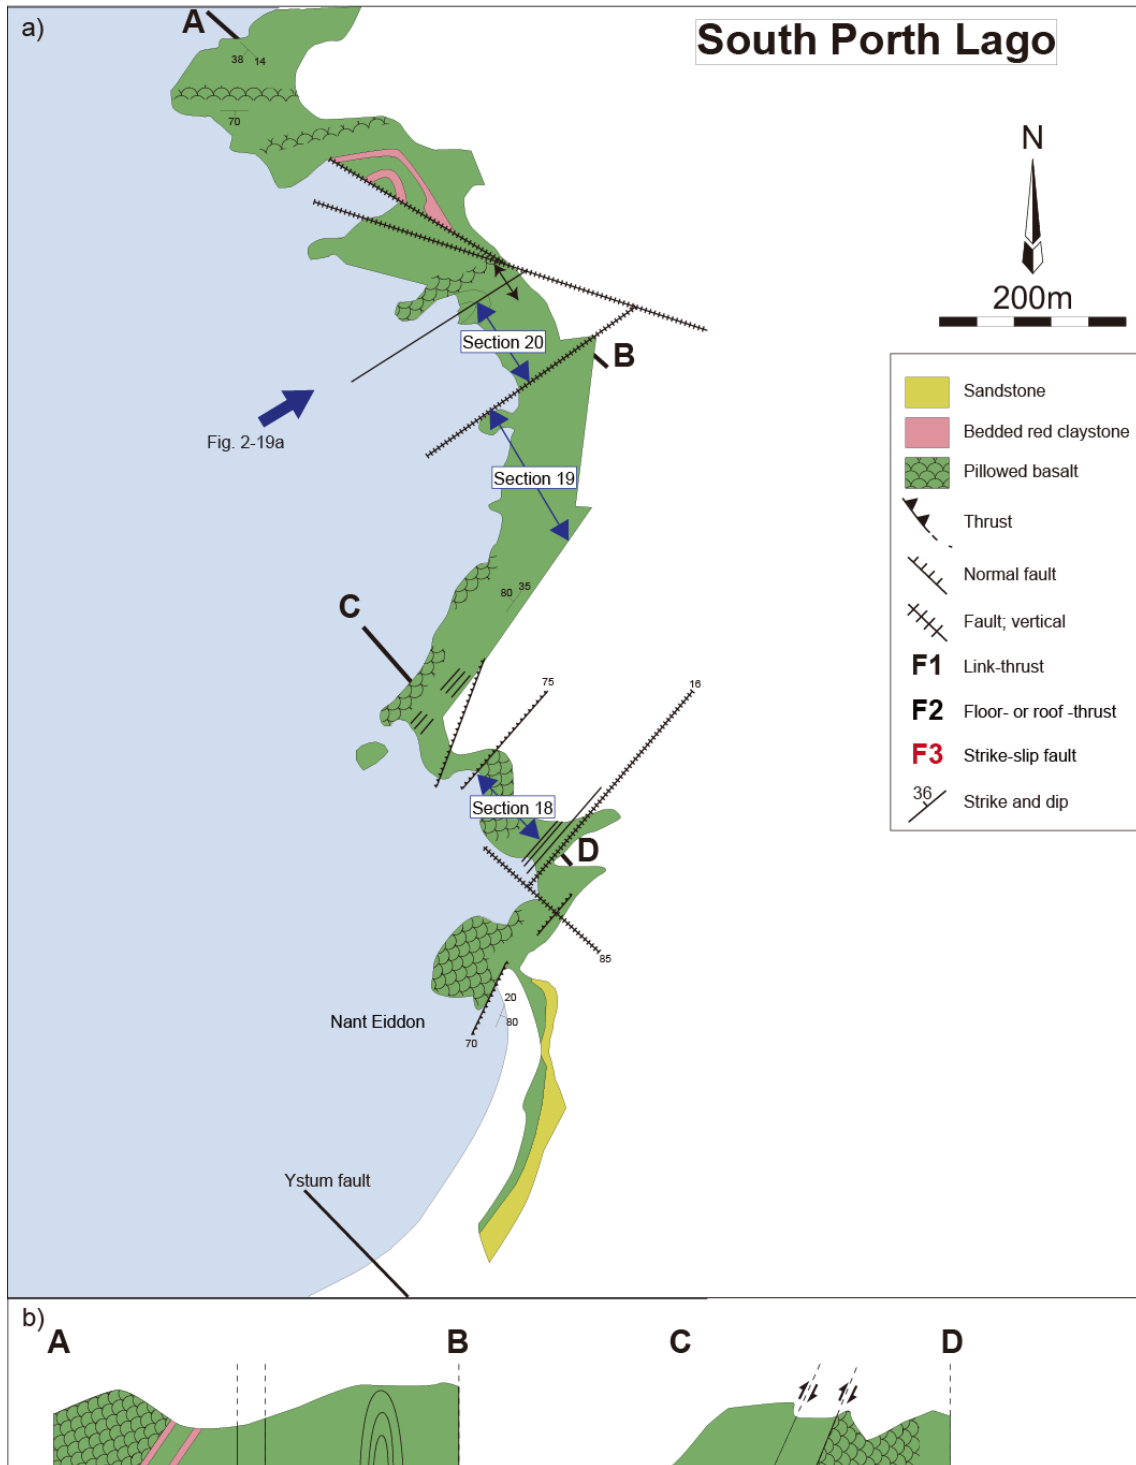 a)
A
South Porth Lago
38 14
70
N
200m
Section 20
B
Fig. 2-19a
Section 19
Sandstone
Bedded red claystone
Pillowed basalt
Thrust
Normal fault
Fault; vertical
F1 Link-thrust
F2 Floor- or roof -thrust
F3 Strike-slip fault
36 Strike and dip
80 35
C
75
16
Section 18
D
85
20
80
70
Nant Eiddon
Ystum fault
b)
A B C D